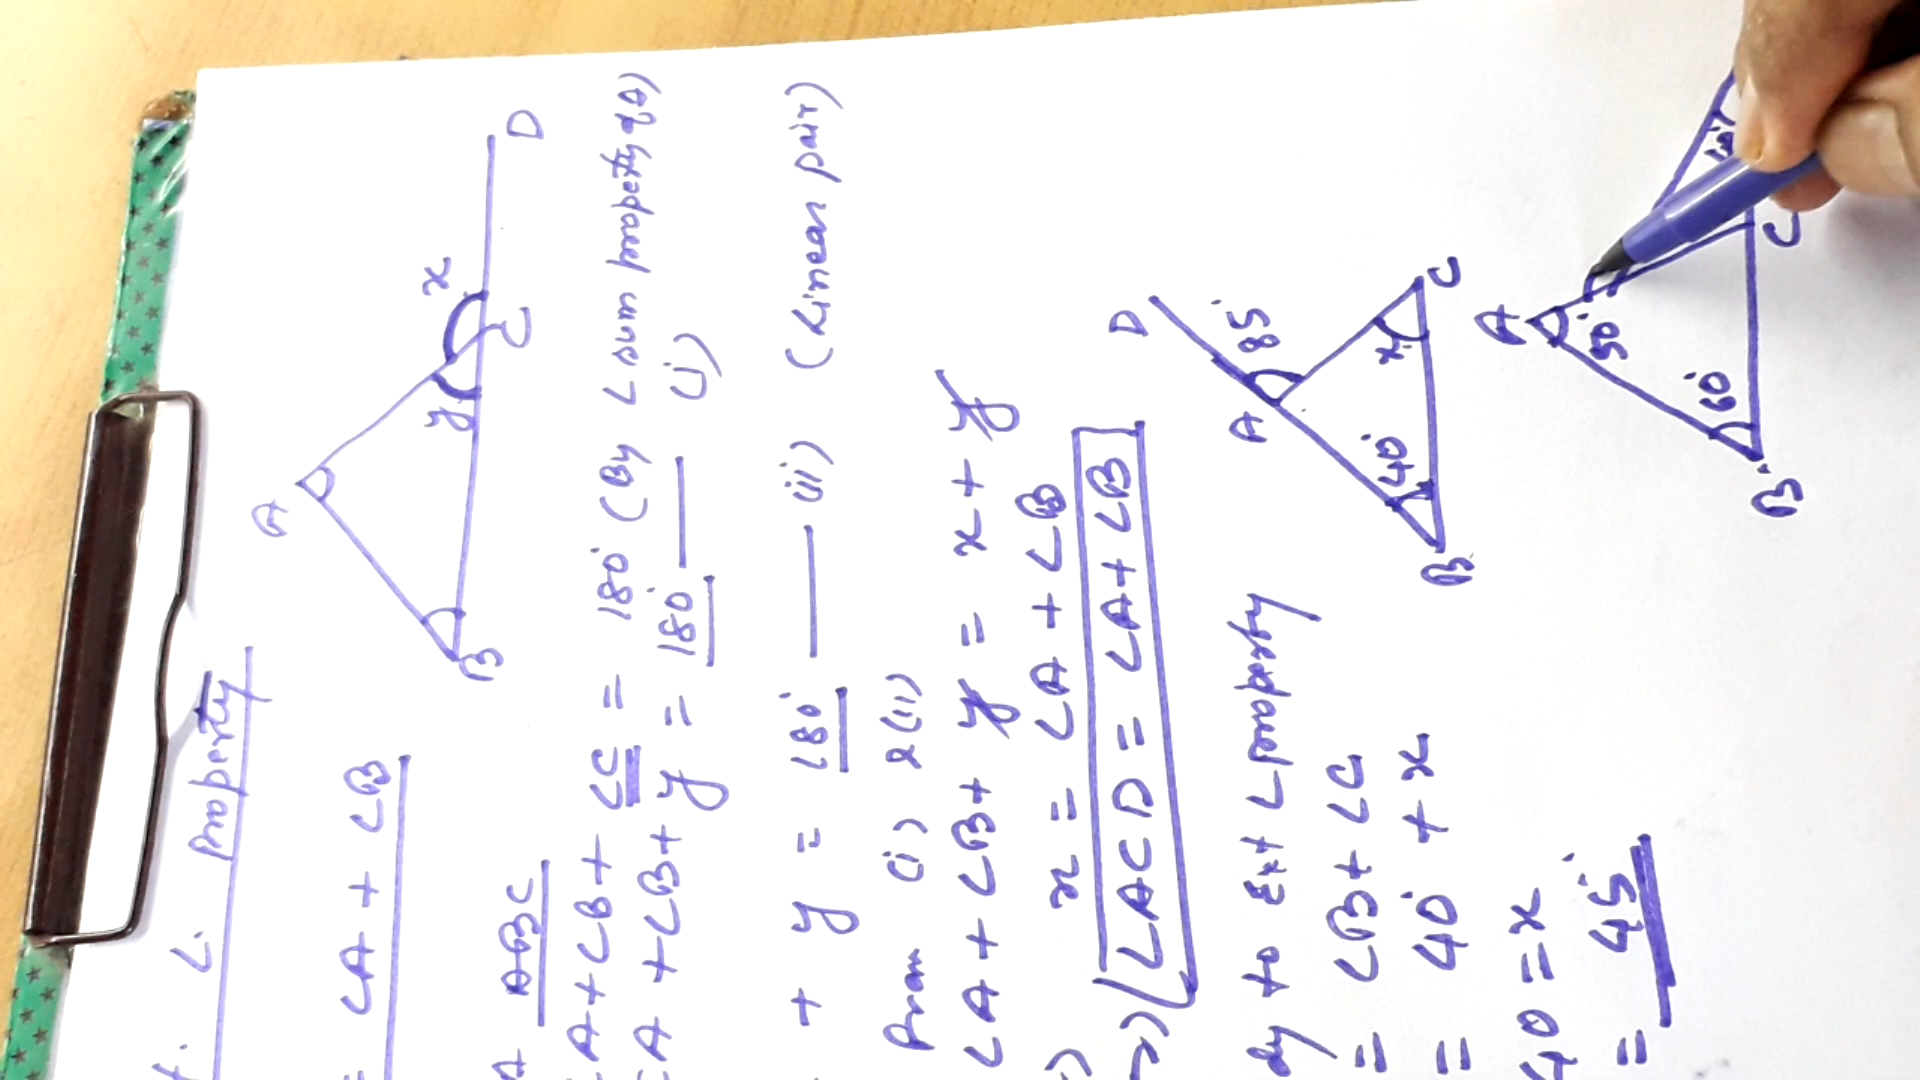 ∠ Property
= ∠A + ∠B
A
B
C
D
x
y
ABC
∠A + ∠B + ∠C = 180° (By ∠ sum property of Δ)
∠A + ∠B + y = 180° —— (i)
+ y = 180° —— (ii) (Linear pair)
From (i) & (ii)
∠A + ∠B + y = x + y
x = ∠A + ∠B
∠ACD = ∠A + ∠B
D
A
85°
40°
x
B
C
by to Ext ∠ property
= ∠B + ∠C
= 40° + x
40 = x
= 45°
A
50°
60°
B
C